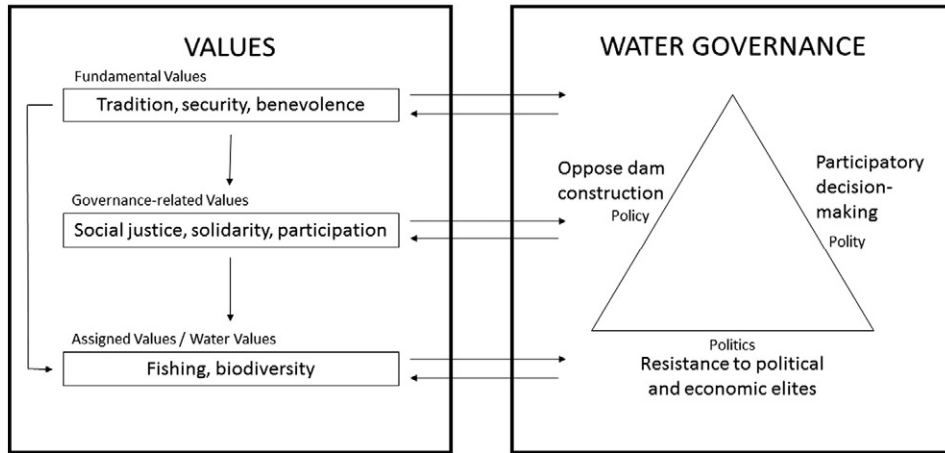 VALUES
Fundamental Values
Tradition, security, benevolence
Governance-related Values
Social justice, solidarity, participation
Assigned Values / Water Values
Fishing, biodiversity
WATER GOVERNANCE
Oppose dam
construction
Policy
Participatory
decision-
making
Polity
Politics
Resistance to political
and economic elites